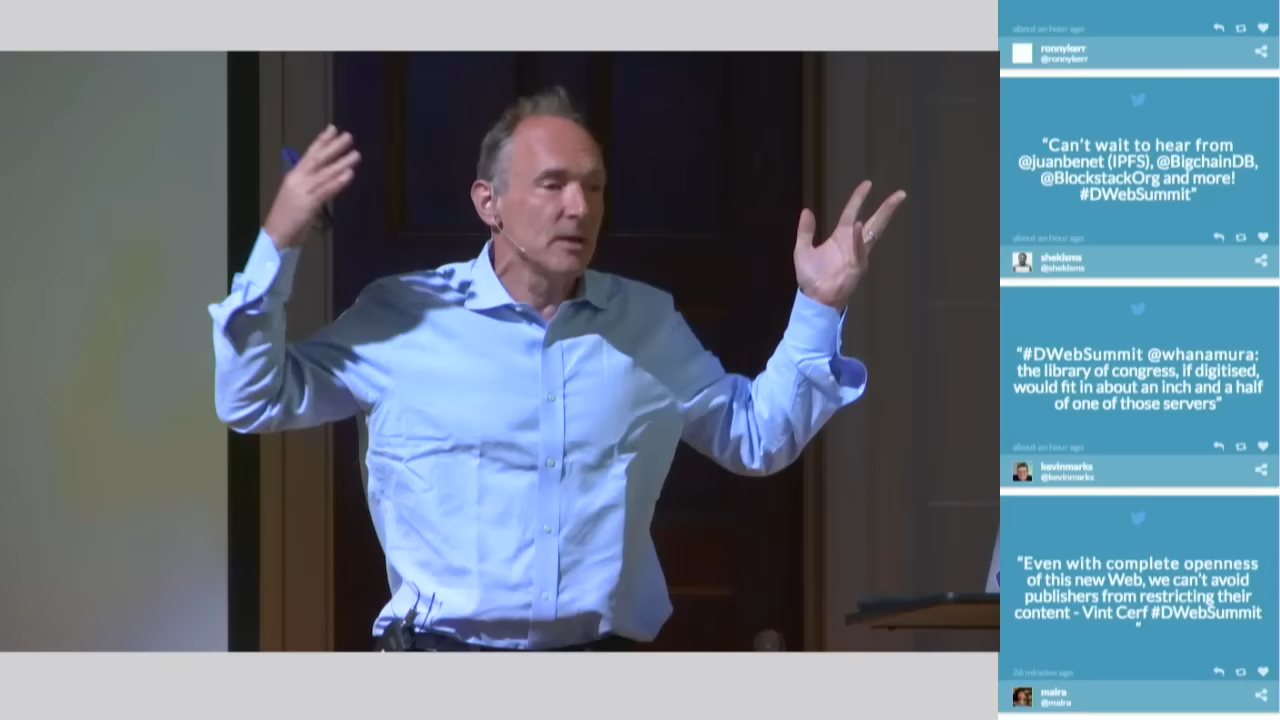 about an hour ago
ronnykerr
@ronnykerr
“Can’t wait to hear from
@juanbenet (IPFS), @BigchainDB,
@BlockstackOrg and more!
#DWebSummit”
about an hour ago
shekisms
@shekisms
“#DWebSummit @whanamura:
the library of congress, if digitised,
would fit in about an inch and a half
of one of those servers”
about an hour ago
kevinmarks
@kevinmarks
“Even with complete openness
of this new Web, we can’t avoid
publishers from restricting their
content - Vint Cerf #DWebSummit
”
26 minutes ago
maira
@maira